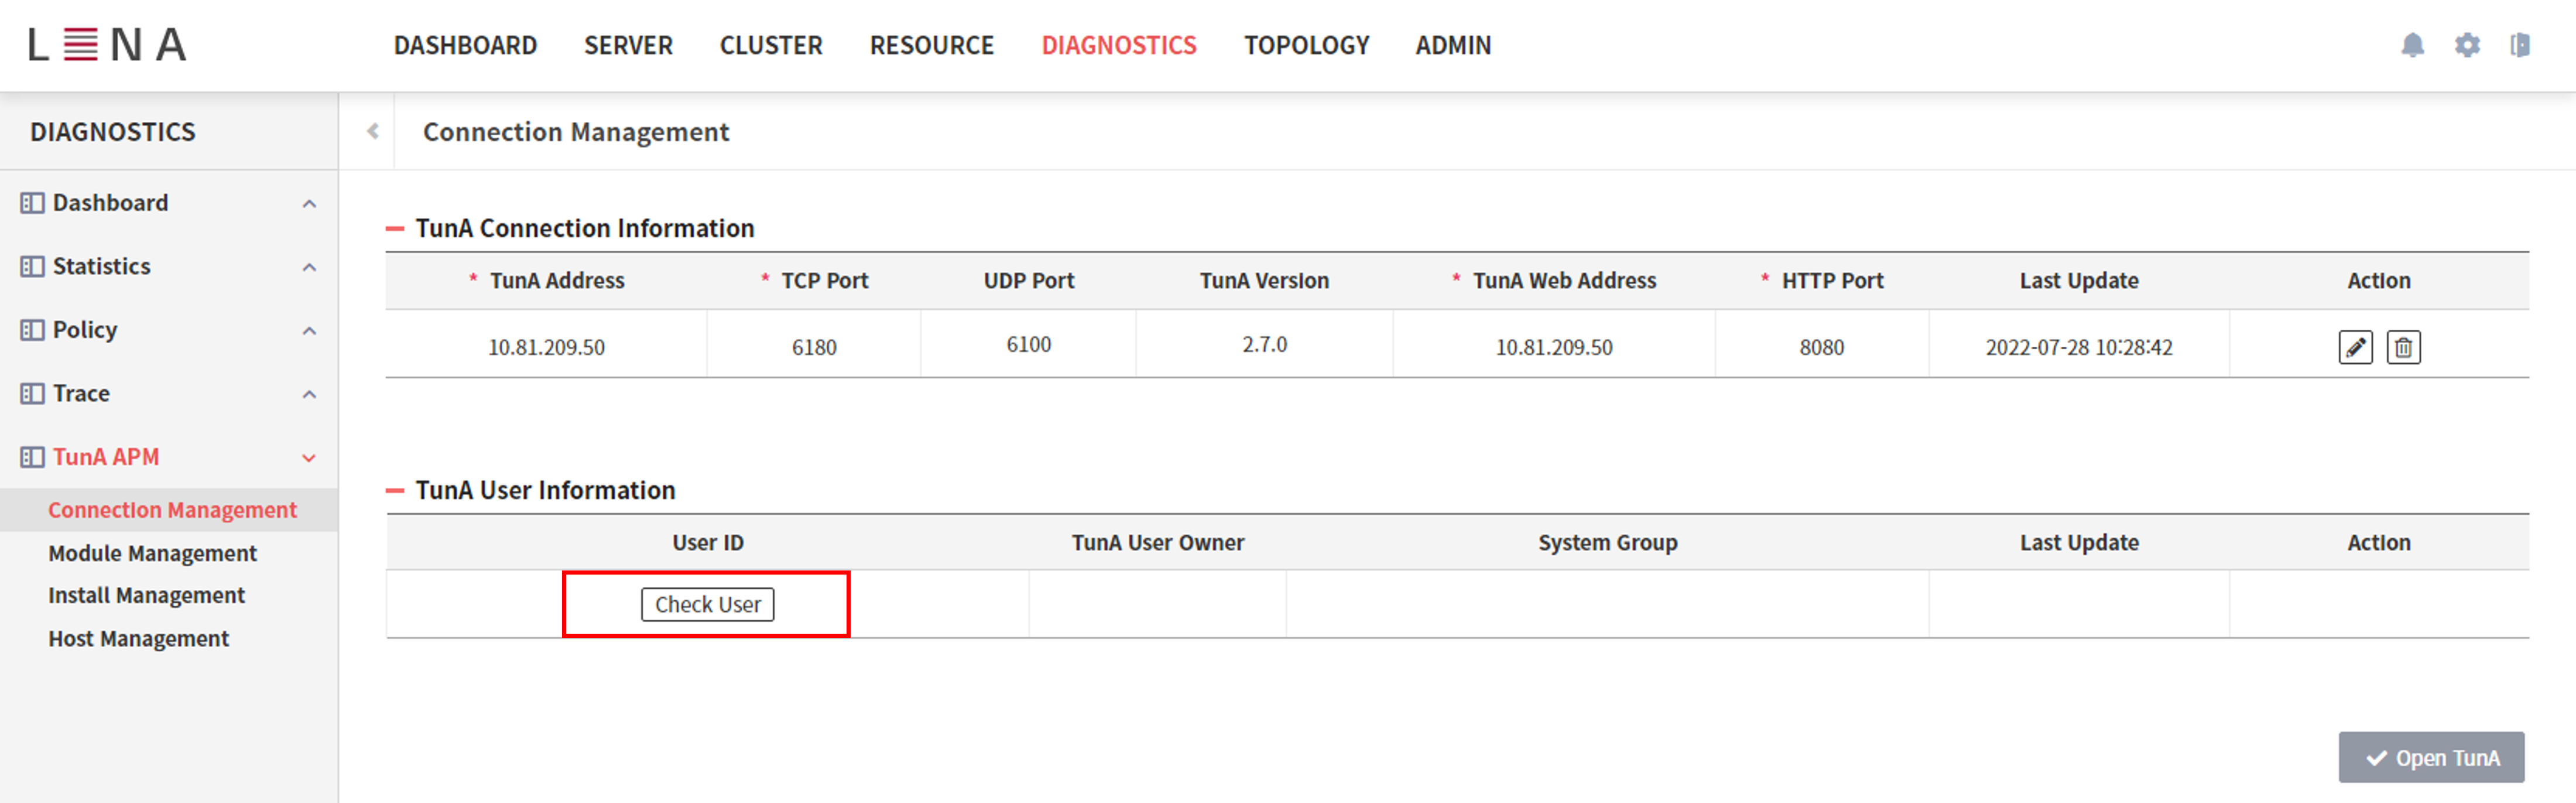 LENA
DASHBOARD SERVER CLUSTER RESOURCE DIAGNOSTICS TOPOLOGY ADMIN
DIAGNOSTICS
Connection Management
Dashboard
Statistics
Policy
Trace
TunA APM
Connection Management
Module Management
Install Management
Host Management
TunA Connection Information
* TunA Address * TCP Port UDP Port TunA Version * TunA Web Address * HTTP Port Last Update Action
10.81.209.50 6180 6100 2.7.0 10.81.209.50 8080 2022-07-28 10:28:42
TunA User Information
User ID TunA User Owner System Group Last Update Action
Check User
Open TunA